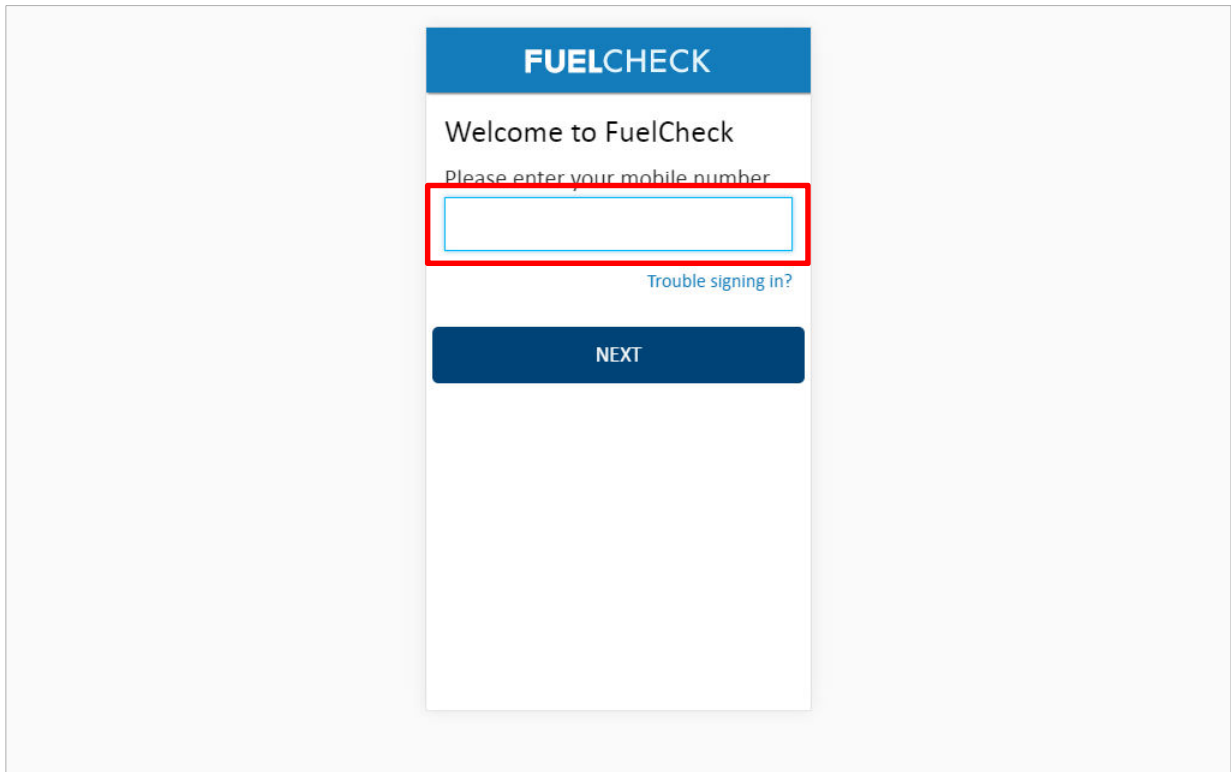 FUELCHECK
Welcome to FuelCheck
Please enter your mobile number
Trouble signing in?
NEXT